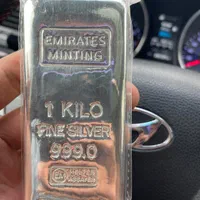 EMIRATES
MINTING
1 KILO
FINE SILVER
999.0